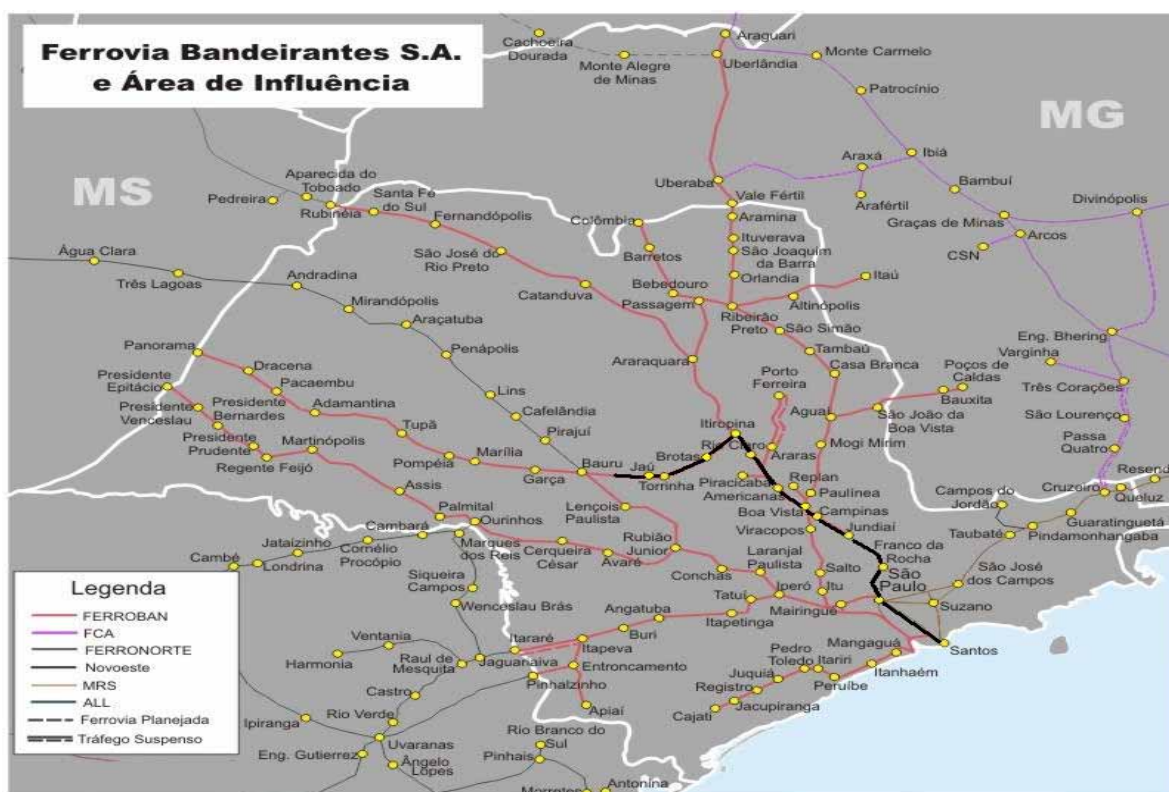 Ferrovia Bandeirantes S.A.
e Área de Influência
MS
MG
Cachoeira
Dourada
Monte Alegre
de Minas
Araguari
Uberlândia
Monte Carmelo
Patrocínio
Ibiá
Araxá
Arafértil
Bambuí
Graças de Minas
Divinópolis
Arcos
CSN
Uberaba
Vale Fértil
Aramina
Ituverava
São Joaquim
da Barra
Orlandia
Itaú
Altinópolis
Ribeirão
Preto
Colômbia
Barretos
Bebedouro
Passagem
Pedreira
Aparecida do
Toboado
Rubinéia
Santa Fé
do Sul
Fernandópolis
São José do
Rio Preto
Catanduva
Araraquara
Água Clara
Três Lagoas
Andradina
Mirandópolis
Araçatuba
Penápolis
Lins
Cafelândia
Pirajuí
Bauru
São Simão
Tambaú
Casa Branca
Porto
Ferreira
Aguai
Poços de
Caldas
Bauxita
São João da
Boa Vista
Mogi Mirim
Eng. Bhering
Varginha
Três Corações
São Lourenço
Passa
Quatro
Panorama
Dracena
Pacaembu
Adamantina
Tupã
Pompéia
Marília
Garça
Presidente
Epitácio
Presidente
Venceslau
Presidente
Bernardes
Presidente
Prudente
Regente Feijó
Martinópolis
Assis
Palmital
Ourinhos
Jaú
Torrinha
Brotas
Itiropina
Rio Claro
Araras
Piracicaba
Americanas
Replan
Paulínea
Boa Vista
Campinas
Viracopos
Jundiaí
Franco da
Rocha
São
Paulo
Salto
Itu
Lençois
Paulista
Rubião
Junior
Cerqueira
César
Avaré
Conchas
Laranjal
Paulista
Iperó
Tatuí
Mairingue
Itapetinga
Angatuba
Buri
Itapeva
Itararé
Entroncamento
Pinhalzinho
Apiaí
Campos do
Jordão
Taubaté
Cruzeiro
Resend
Queluz
Guaratinguetá
Pindamonhangaba
São José
dos Campos
Suzano
Santos
Mangaguá
Itanhaém
Peruíbe
Itariri
Pedro
Toledo
Juquiá
Registro
Jacupiranga
Cajati
Cambé
Londrina
Jataizinho
Cornélio
Procópio
Cambará
Marques
dos Reis
Siqueira
Campos
Wenceslau Brás
Jaguanaiva
Raul de
Mesquita
Ventania
Harmonia
Castro
Rio Verde
Ipiranga
Uvaranas
Eng. Gutierrez
Ângelo
Lopes
Rio Branco do
Sul
Pinhais
Morretes
Antonina
Legenda
FERROBAN
FCA
FERRONORTE
Novoeste
MRS
ALL
Ferrovia Planejada
Tráfego Suspenso